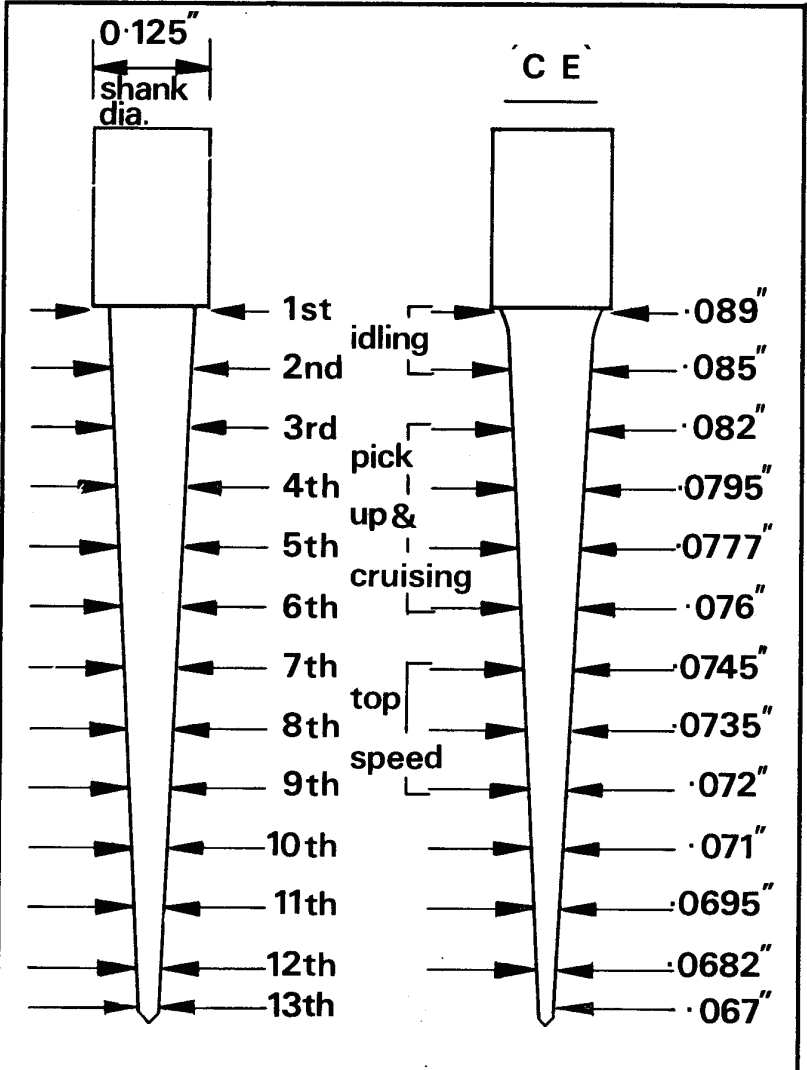 0·125"
shank
dia.
'C E'
1st
idling
·089"
2nd
·085"
3rd
·082"
pick
4th
·0795"
up &
5th
·0777"
cruising
6th
·076"
7th
·0745"
top
8th
·0735"
speed
9th
·072"
10th
·071"
11th
·0695"
12th
·0682"
13th
·067"